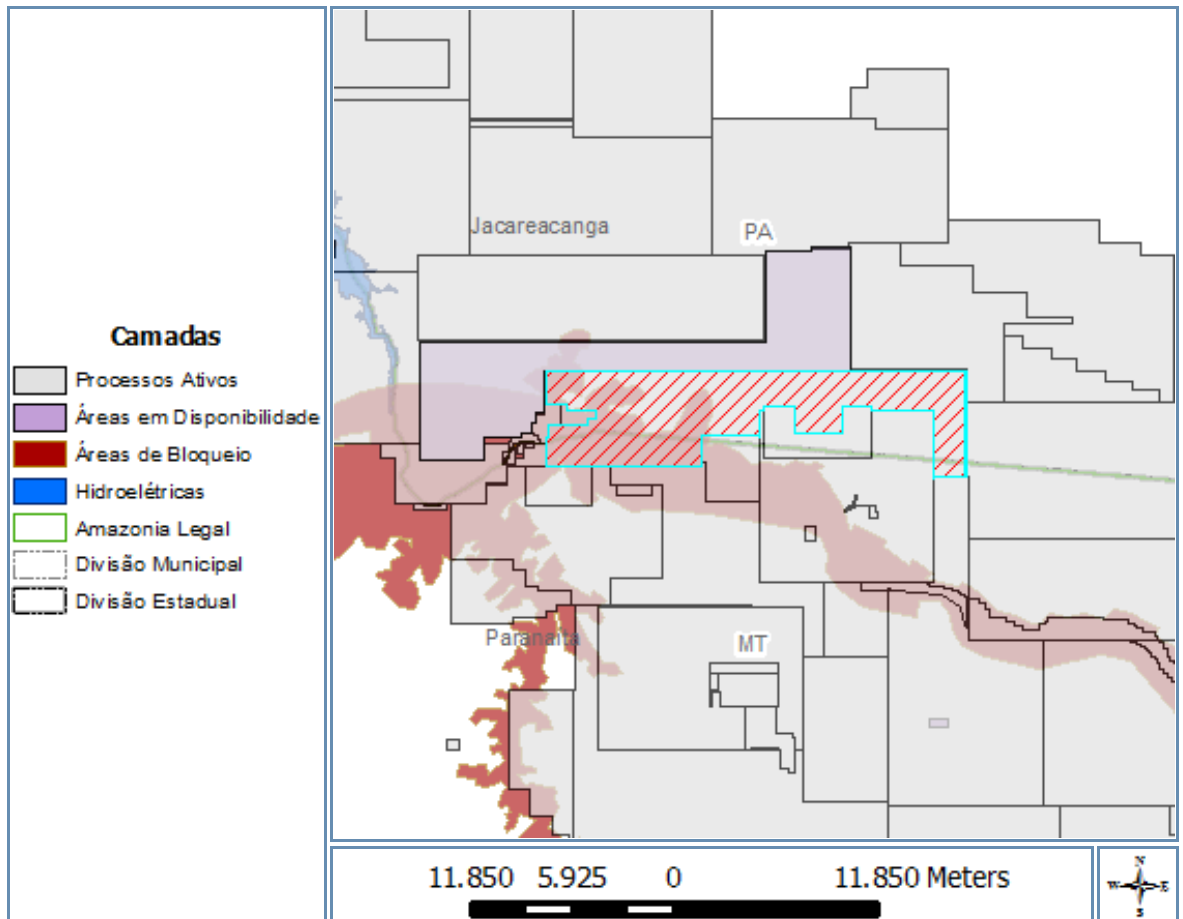 Camadas
Processos Ativos
Áreas em Disponibilidade
Áreas de Bloqueio
Hidroelétricas
Amazonia Legal
Divisão Municipal
Divisão Estadual
Jacareacanga
PA
Paranaita
MT
11.850 5.925 0 11.850 Meters
N
W E
S